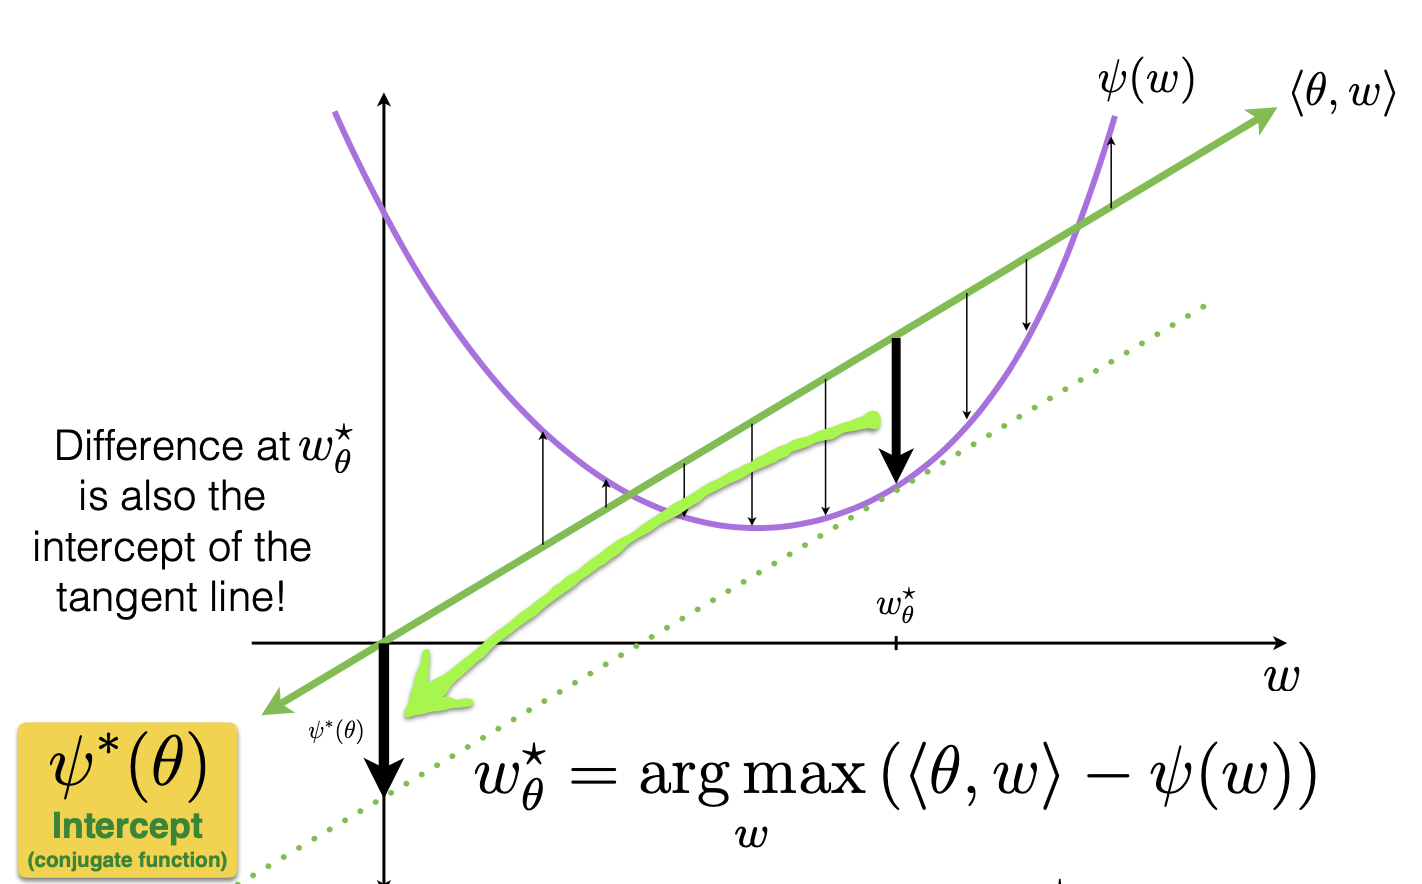 ψ(w)
⟨θ, w⟩
Difference at w⋆θ
is also the
intercept of the
tangent line!
w⋆θ
w
ψ*(θ)
ψ*(θ)
Intercept
(conjugate function)
w⋆θ = arg max (⟨θ, w⟩ − ψ(w))
w